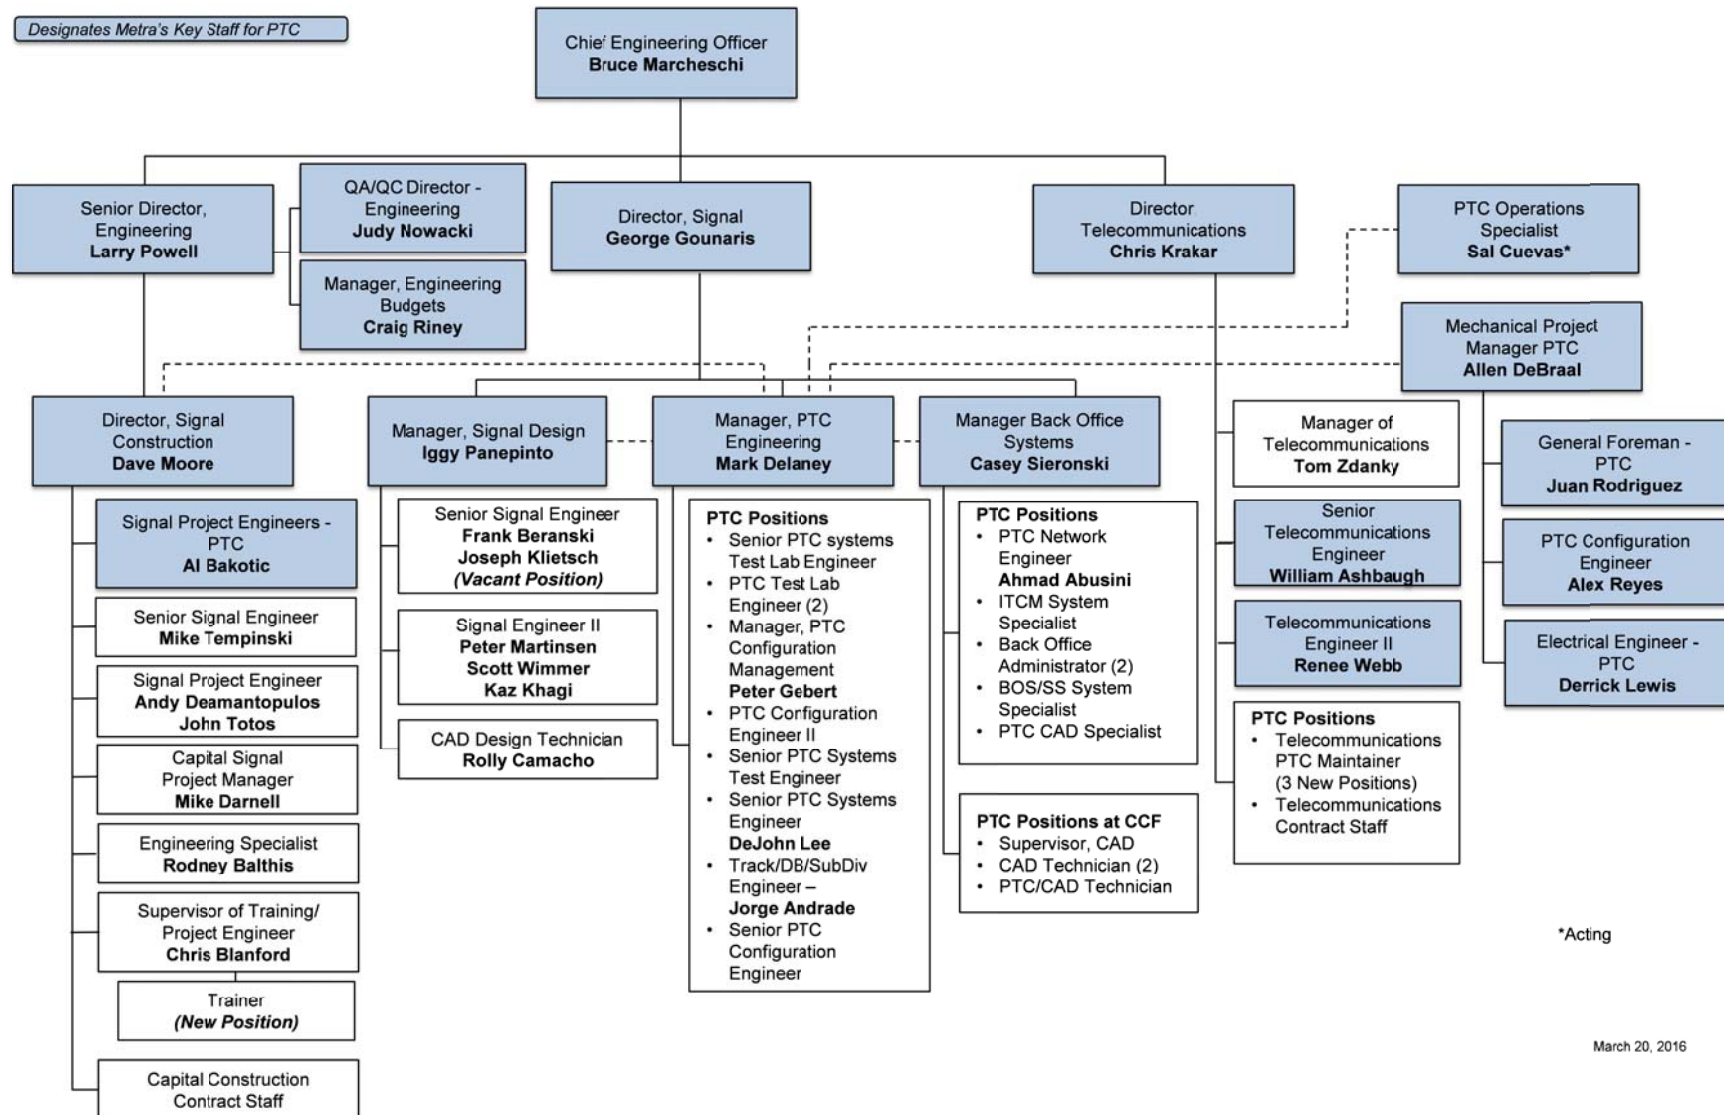 Designates Metra's Key Staff for PTC
Chief Engineering Officer
Bruce Marcheschi
Senior Director,
Engineering
Larry Powell
QA/QC Director -
Engineering
Judy Nowacki
Manager, Engineering
Budgets
Craig Riney
Director, Signal
George Gounaris
Director
Telecommunications
Chris Krakar
PTC Operations
Specialist
Sal Cuevas*
Mechanical Project
Manager PTC
Allen DeBraal
Director, Signal
Construction
Dave Moore
Manager, Signal Design
Iggy Panepinto
Manager, PTC
Engineering
Mark Delaney
Manager Back Office
Systems
Casey Sieronski
Manager of
Telecommunications
Tom Zdanky
General Foreman -
PTC
Juan Rodriguez
Signal Project Engineers -
PTC
Al Bakotic
Senior Signal Engineer
Mike Tempinski
Signal Project Engineer
Andy Deamantopulos
John Totos
Capital Signal
Project Manager
Mike Darnell
Engineering Specialist
Rodney Balthis
Supervisor of Training/
Project Engineer
Chris Blanford
Trainer
(New Position)
Capital Construction
Contract Staff
Senior Signal Engineer
Frank Beranski
Joseph Klietsch
(Vacant Position)
Signal Engineer II
Peter Martinsen
Scott Wimmer
Kaz Khagi
CAD Design Technician
Rolly Camacho
PTC Positions
• Senior PTC systems
Test Lab Engineer
• PTC Test Lab
Engineer (2)
• Manager, PTC
Configuration
Management
Peter Gebert
• PTC Configuration
Engineer II
• Senior PTC Systems
Test Engineer
• Senior PTC Systems
Engineer
DeJohn Lee
• Track/DB/SubDiv
Engineer –
Jorge Andrade
• Senior PTC
Configuration
Engineer
PTC Positions
• PTC Network
Engineer
Ahmad Abusini
• ITCM System
Specialist
• Back Office
Administrator (2)
• BOS/SS System
Specialist
• PTC CAD Specialist
PTC Positions at CCF
• Supervisor, CAD
• CAD Technician (2)
• PTC/CAD Technician
Senior
Telecommunications
Engineer
William Ashbaugh
Telecommunications
Engineer II
Renee Webb
PTC Positions
• Telecommunications
PTC Maintainer
(3 New Positions)
• Telecommunications
Contract Staff
PTC Configuration
Engineer
Alex Reyes
Electrical Engineer -
PTC
Derrick Lewis
*Acting
March 20, 2016